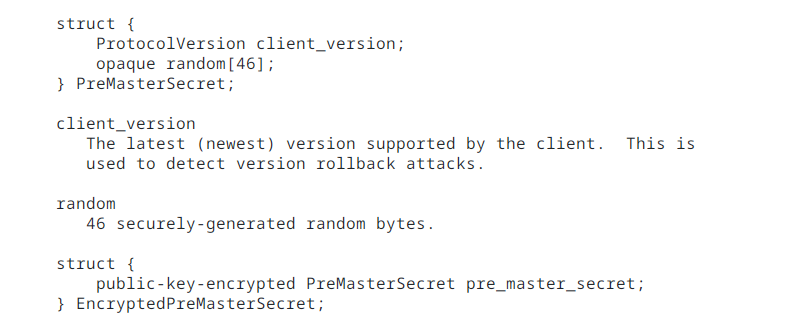 struct {
    ProtocolVersion client_version;
    opaque random[46];
} PreMasterSecret;

client_version
   The latest (newest) version supported by the client.  This is
   used to detect version rollback attacks.

random
   46 securely-generated random bytes.

struct {
    public-key-encrypted PreMasterSecret pre_master_secret;
} EncryptedPreMasterSecret;